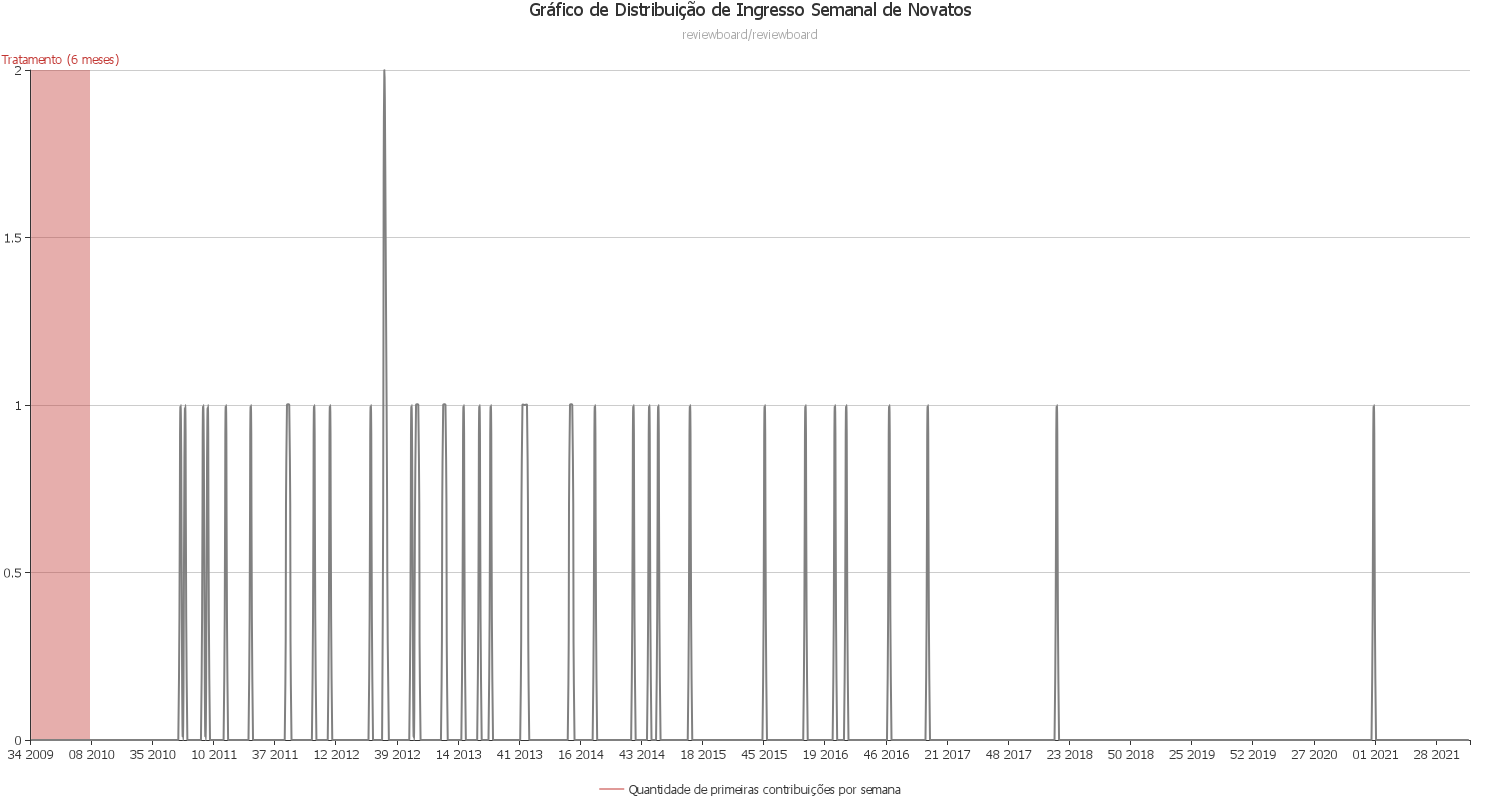 Gráfico de Distribuição de Ingresso Semanal de Novatos
reviewboard/reviewboard
Tratamento (6 meses)
2
1.5
1
0.5
0
34 2009 08 2010 35 2010 10 2011 37 2011 12 2012 39 2012 14 2013 41 2013 16 2014 43 2014 18 2015 45 2015 19 2016 46 2016 21 2017 48 2017 23 2018 50 2018 25 2019 52 2019 27 2020 01 2021 28 2021
Quantidade de primeiras contribuições por semana